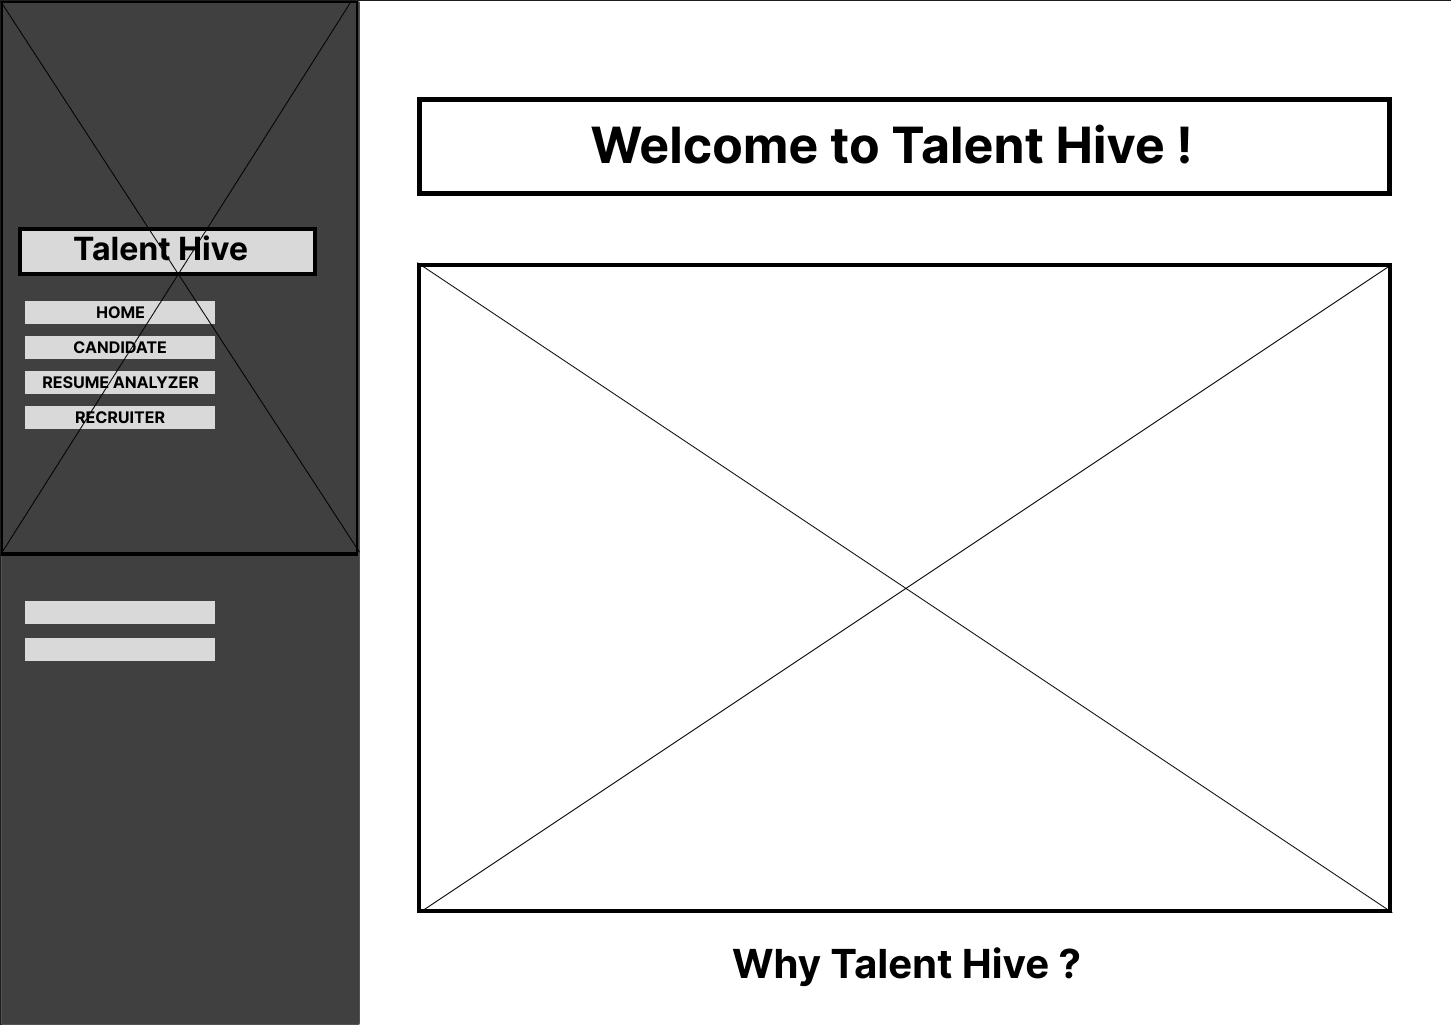 Talent Hive
HOME
CANDIDATE
RESUME ANALYZER
RECRUITER
Welcome to Talent Hive !
Why Talent Hive ?